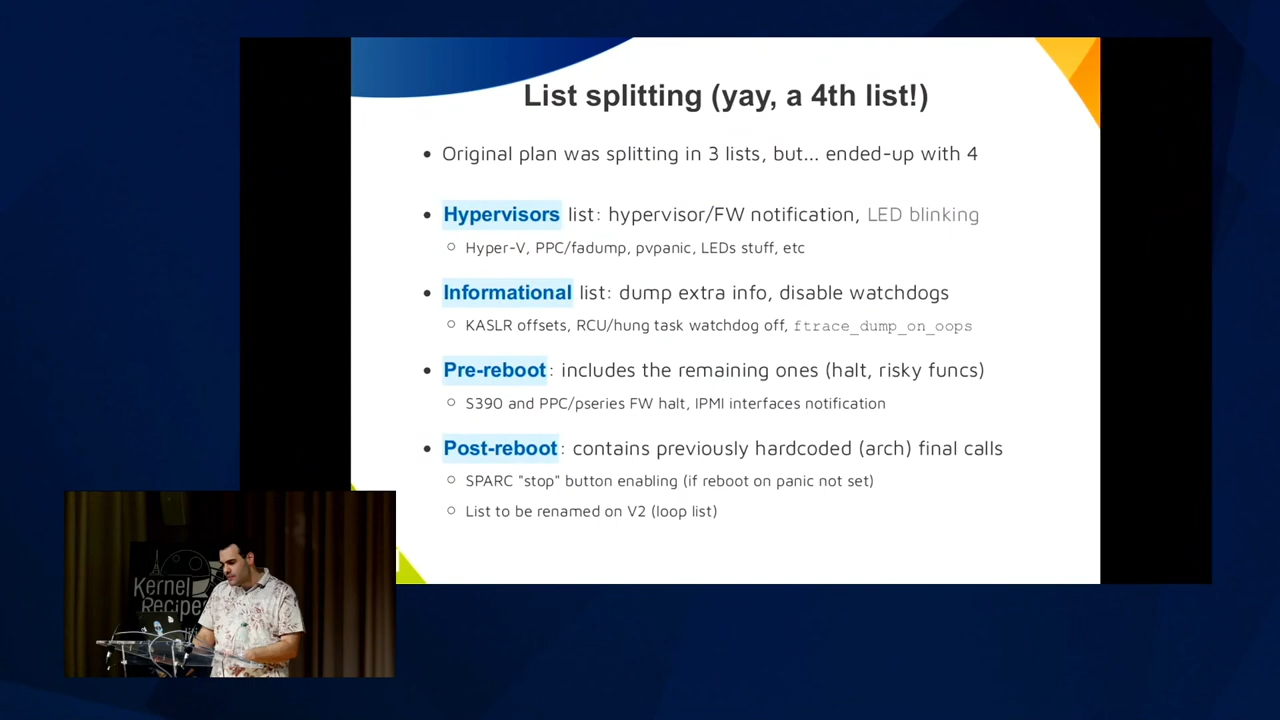 List splitting (yay, a 4th list!)
• Original plan was splitting in 3 lists, but... ended-up with 4
• Hypervisors list: hypervisor/FW notification, LED blinking
○ Hyper-V, PPC/fadump, pvpanic, LEDs stuff, etc
• Informational list: dump extra info, disable watchdogs
○ KASLR offsets, RCU/hung task watchdog off, ftrace_dump_on_oops
• Pre-reboot: includes the remaining ones (halt, risky funcs)
○ S390 and PPC/pseries FW halt, IPMI interfaces notification
• Post-reboot: contains previously hardcoded (arch) final calls
○ SPARC "stop" button enabling (if reboot on panic not set)
○ List to be renamed on V2 (loop list)
Kernel